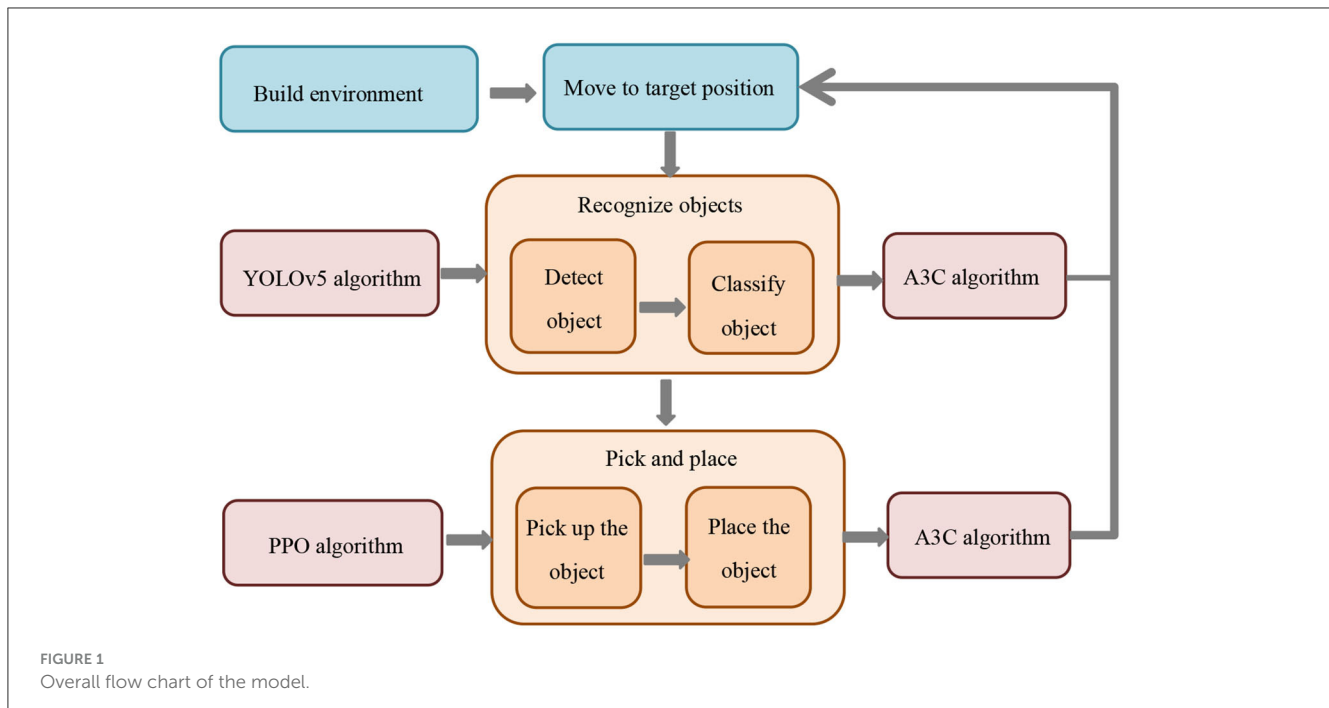 Build environment
Move to target position
Recognize objects
YOLOv5 algorithm
Detect
object
Classify
object
A3C algorithm
Pick and place
PPO algorithm
Pick up the
object
Place the
object
A3C algorithm
FIGURE 1
Overall flow chart of the model.